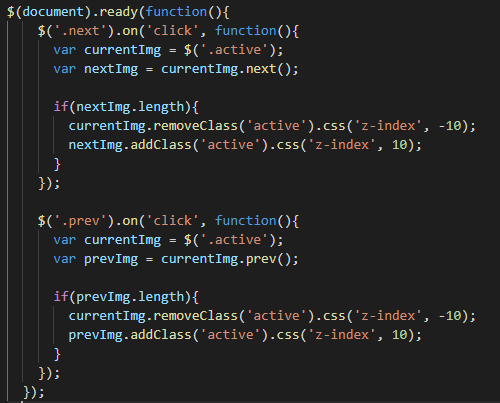 $(document).ready(function(){
    $('.next').on('click', function(){
      var currentImg = $('.active');
      var nextImg = currentImg.next();

      if(nextImg.length){
        currentImg.removeClass('active').css('z-index', -10);
        nextImg.addClass('active').css('z-index', 10);
      }
    });

    $('.prev').on('click', function(){
      var currentImg = $('.active');
      var prevImg = currentImg.prev();

      if(prevImg.length){
        currentImg.removeClass('active').css('z-index', -10);
        prevImg.addClass('active').css('z-index', 10);
      }
    });
  });